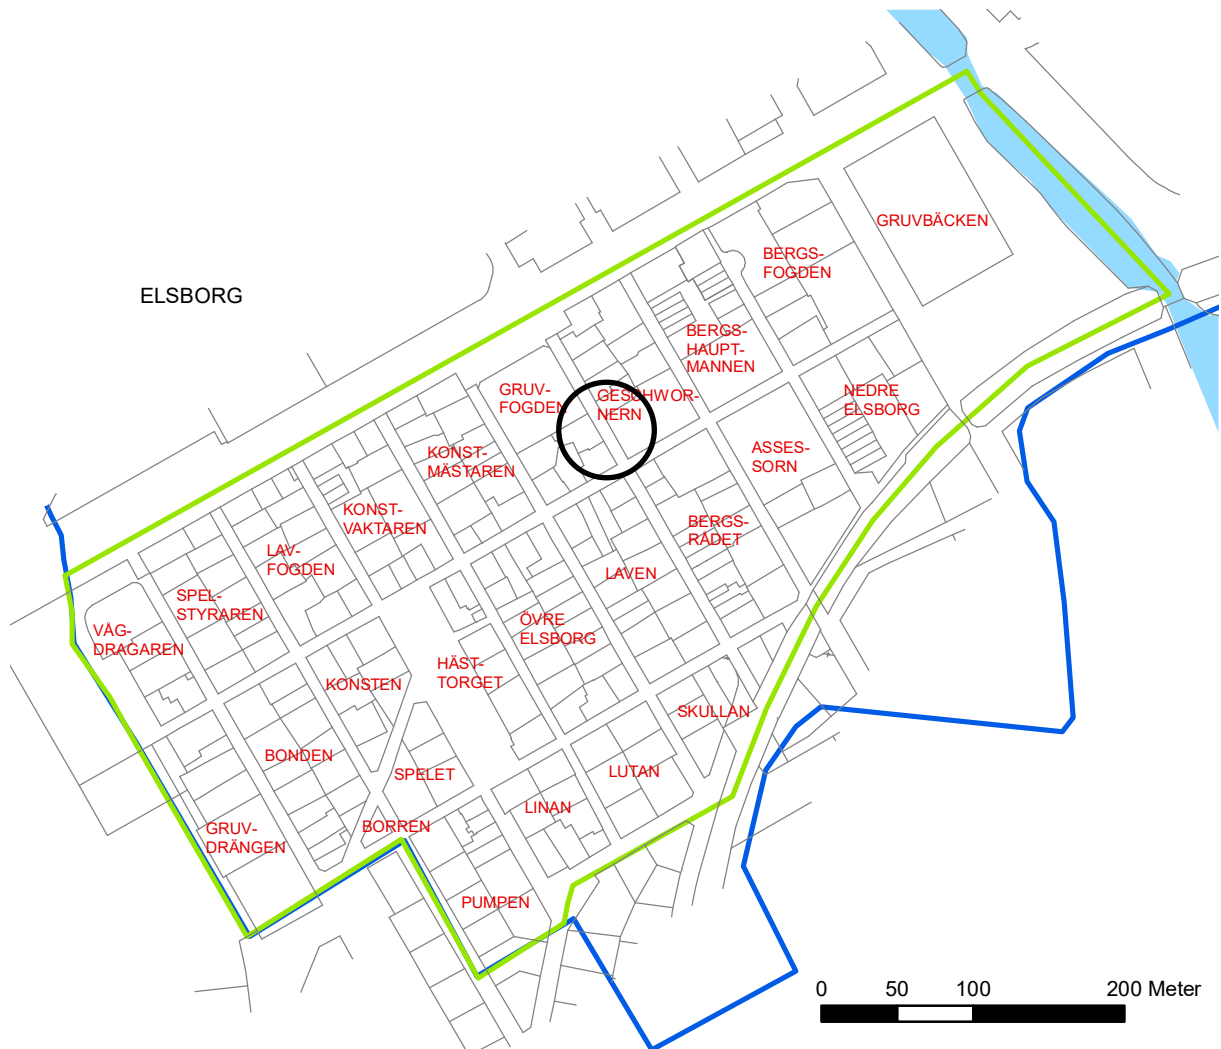 GRUVBÄCKEN
BERGS-
FOGDEN
ELSBORG
BERGS-
HAUPT-
MANNEN
GRUV-
FOGDEN
GESCHWOR-
NERN
NEDRE
ELSBORG
KONST-
MÄSTAREN
ASSES-
SORN
KONST-
VAKTAREN
BERGS-
RÅDET
LAV-
FOGDEN
LAVEN
SPEL-
STYRAREN
ÖVRE
ELSBORG
VÅG-
DRAGAREN
HÄST-
TORGET
KONSTEN
SKULLAN
BONDEN
SPELET
LUTAN
LINAN
GRUV-
DRÄNGEN
BORREN
PUMPEN
0 50 100 200 Meter